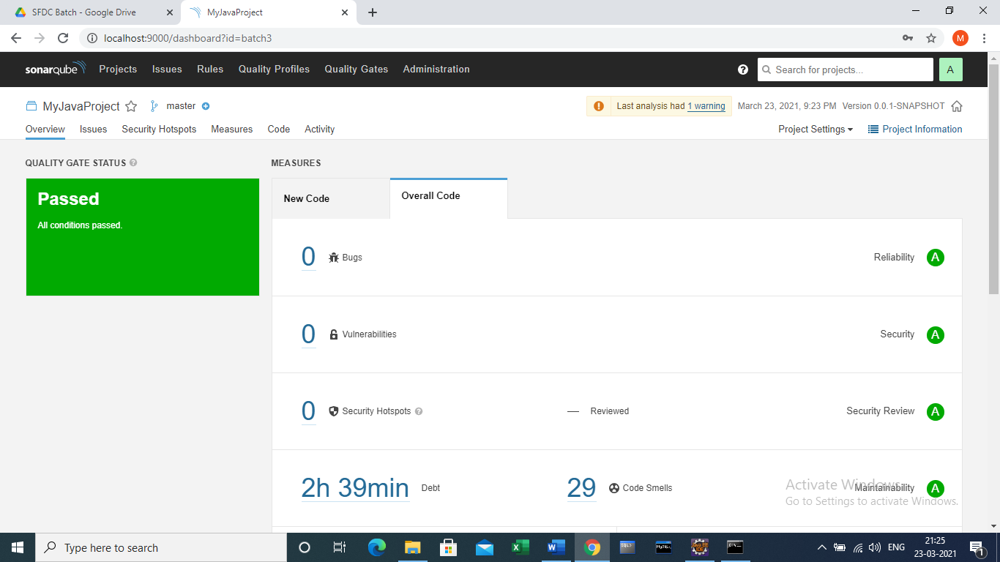 SFDC Batch - Google Drive
MyJavaProject
localhost:9000/dashboard?id=batch3
M
sonarqube Projects Issues Rules Quality Profiles Quality Gates Administration
? Search for projects... A
MyJavaProject master
! Last analysis had 1 warning March 23, 2021, 9:23 PM Version 0.0.1-SNAPSHOT
Overview Issues Security Hotspots Measures Code Activity
Project Settings Project Information
QUALITY GATE STATUS ?
MEASURES
Passed
All conditions passed.
New Code
Overall Code
0 Bugs Reliability A
0 Vulnerabilities Security A
0 Security Hotspots ? — Reviewed Security Review A
2h 39min Debt 29 Code Smells Maintainability A
Activate Windows
Go to Settings to activate Windows.
Type here to search
ENG
21:25
23-03-2021
1